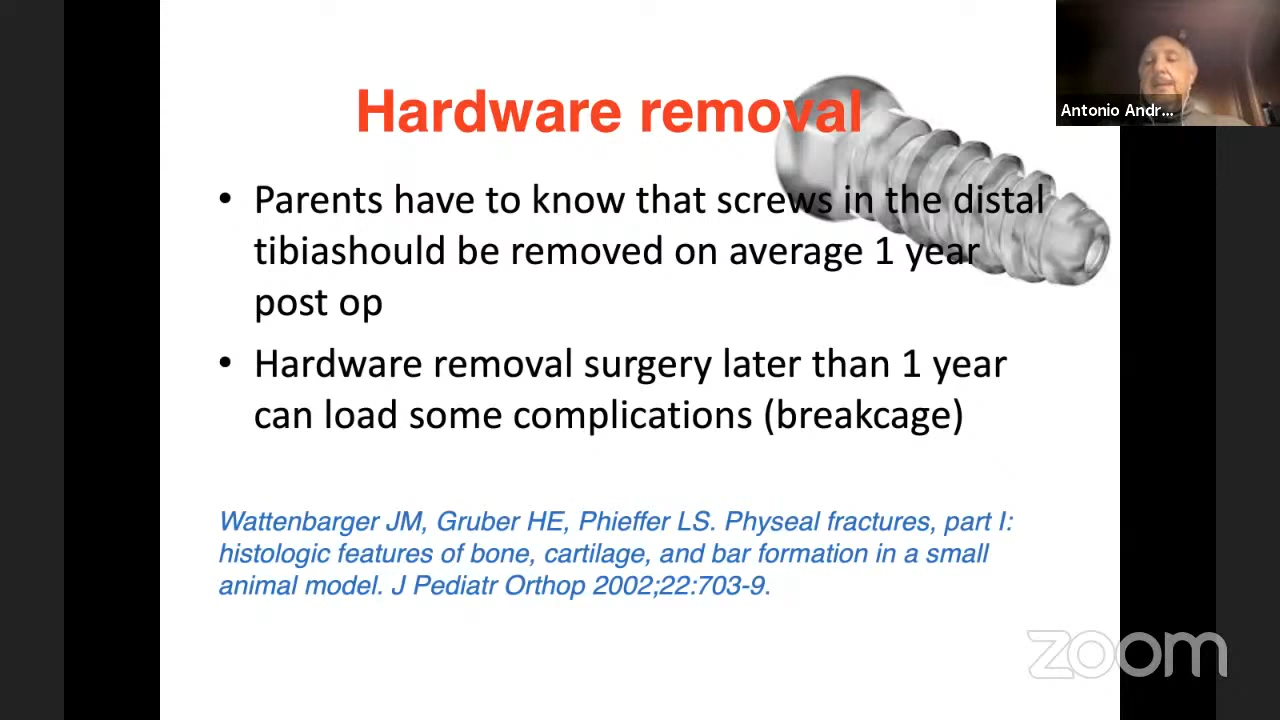 Hardware removal
Antonio Andr...
• Parents have to know that screws in the distal
tibiashould be removed on average 1 year
post op
• Hardware removal surgery later than 1 year
can load some complications (breakcage)
Wattenbarger JM, Gruber HE, Phieffer LS. Physeal fractures, part I:
histologic features of bone, cartilage, and bar formation in a small
animal model. J Pediatr Orthop 2002;22:703-9.
zoom